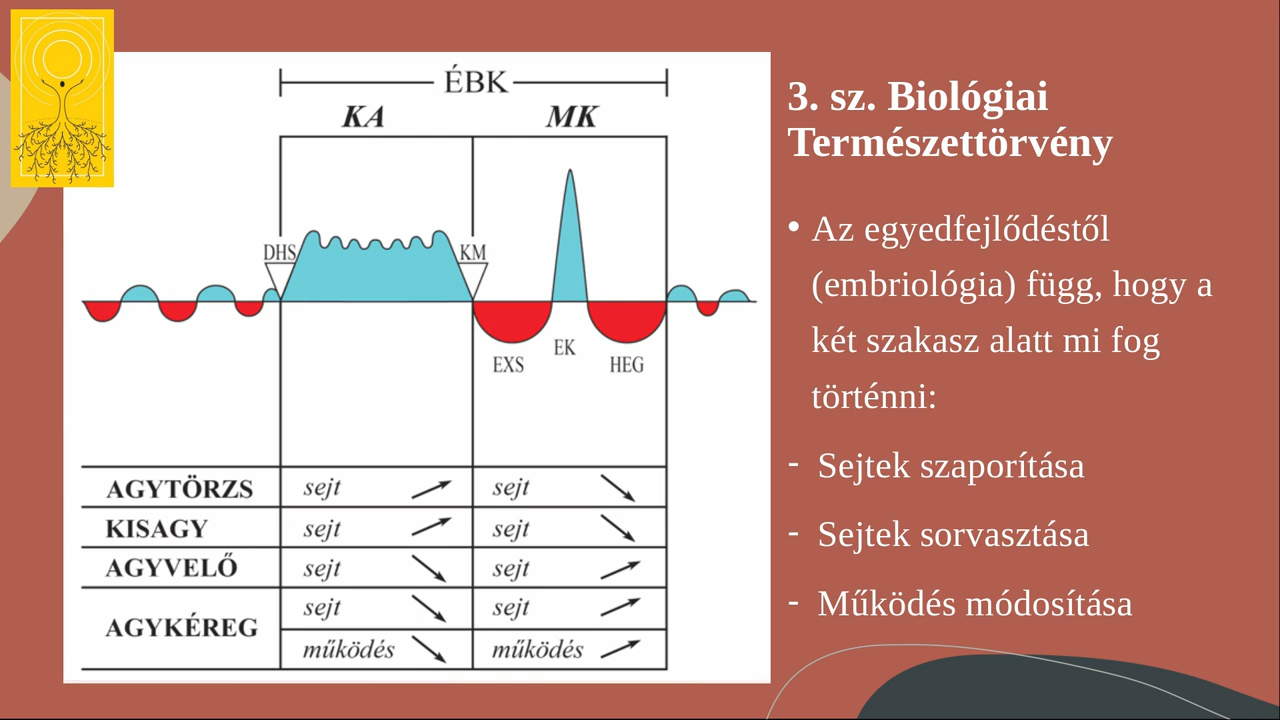 ÉBK
KA MK
DHS KM
EXS EK HEG
AGYTÖRZS sejt sejt
KISAGY sejt sejt
AGYVELŐ sejt sejt
AGYKÉREG sejt sejt
működés működés
3. sz. Biológiai
Természettörvény
• Az egyedfejlődéstől
(embriológia) függ, hogy a
két szakasz alatt mi fog
történni:
- Sejtek szaporítása
- Sejtek sorvasztása
- Működés módosítása